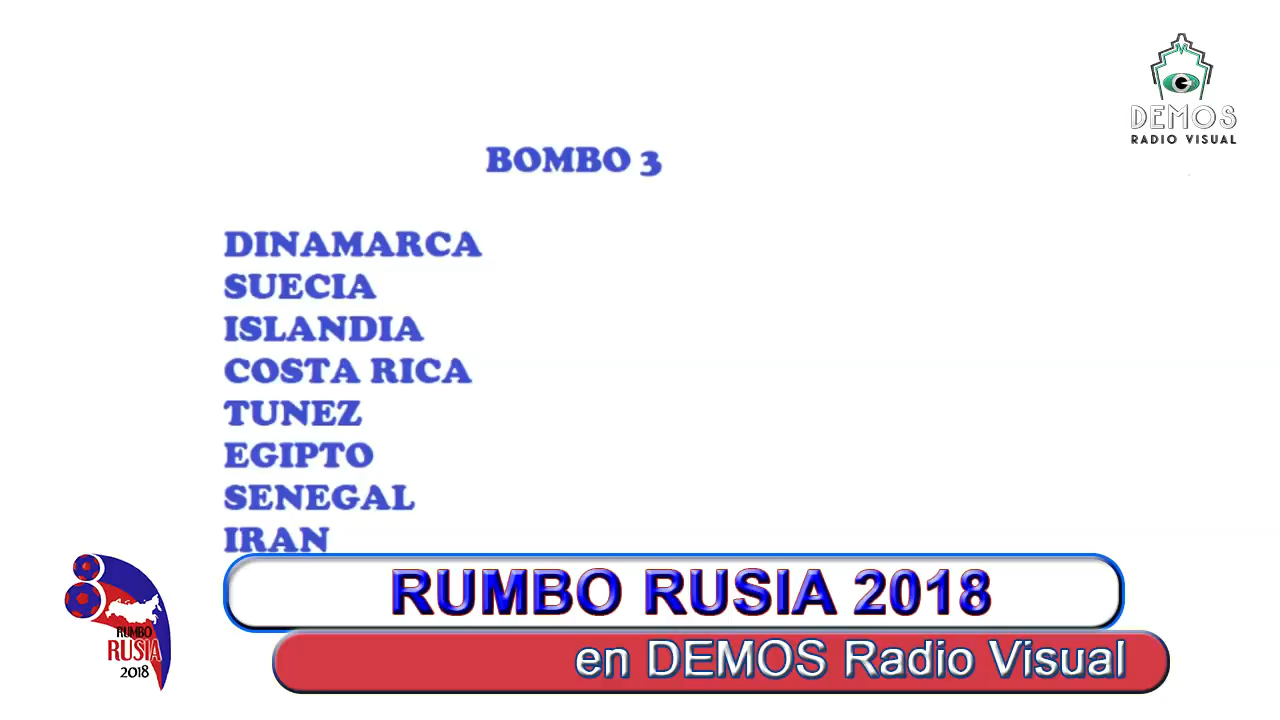 DEMOS
RADIO VISUAL
BOMBO 3
DINAMARCA
SUECIA
ISLANDIA
COSTA RICA
TUNEZ
EGIPTO
SENEGAL
IRAN
RUMBO RUSIA 2018
en DEMOS Radio Visual
RUMBO
RUSIA
2018